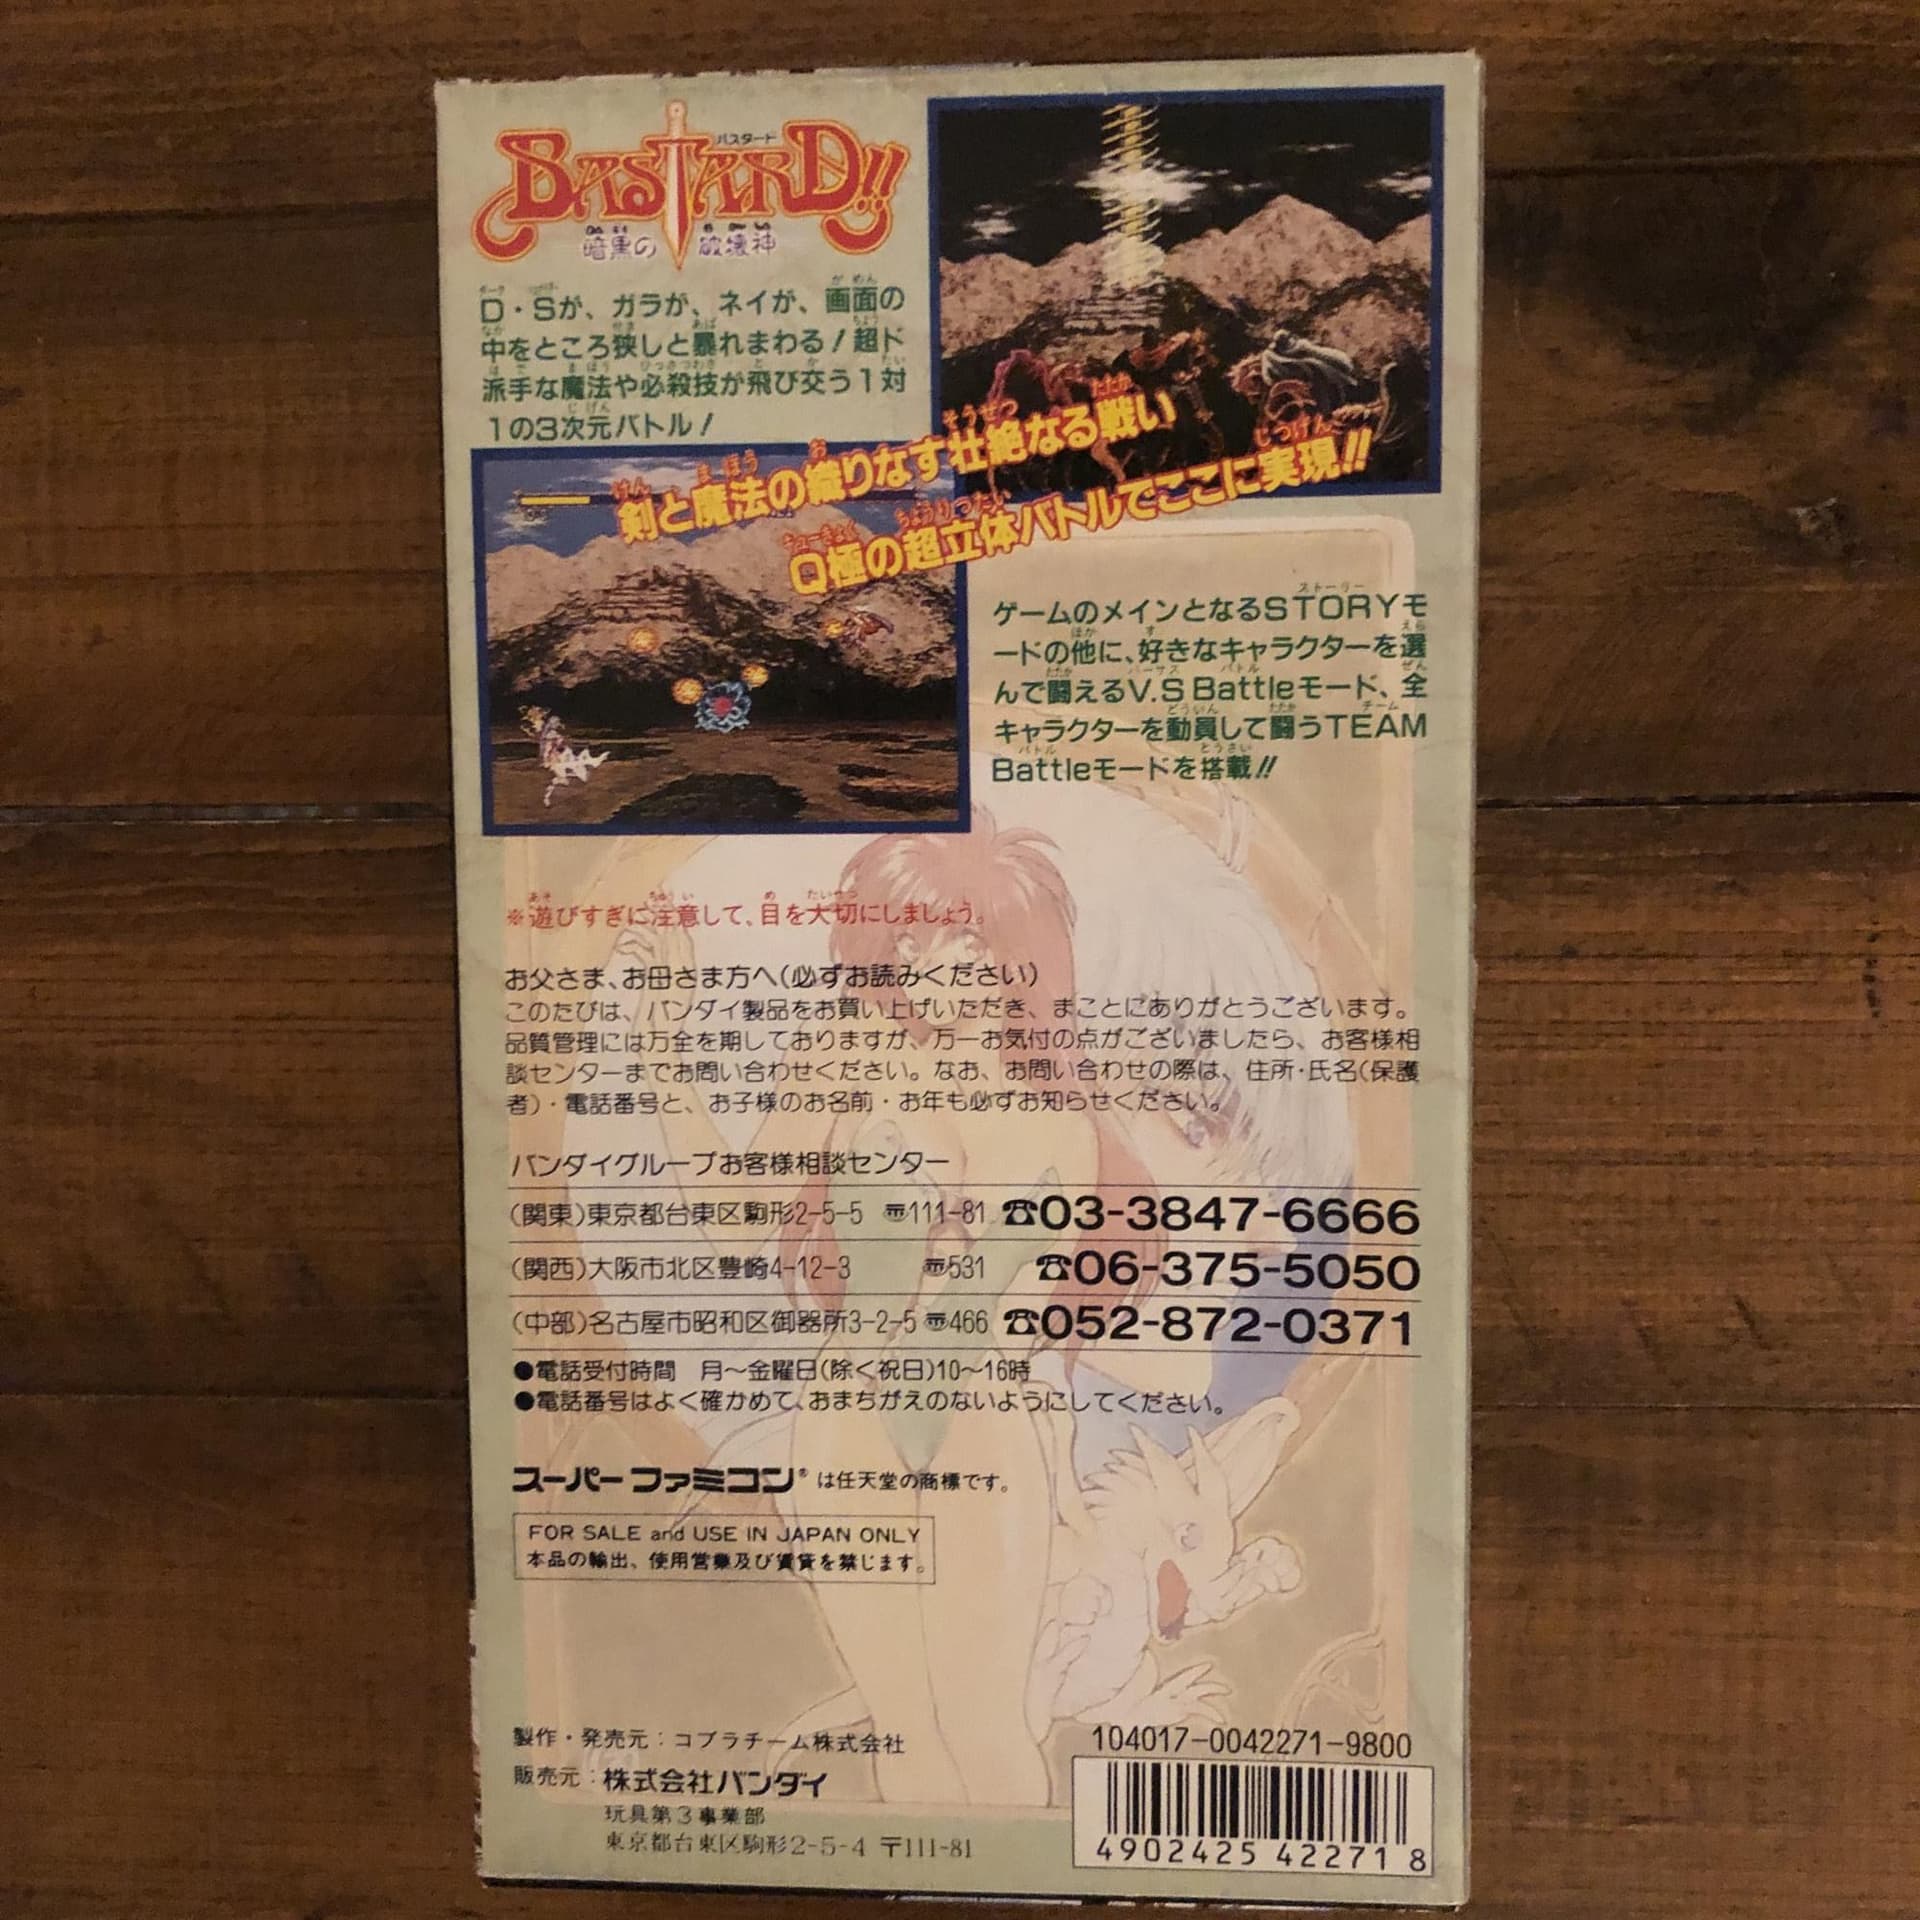 バスタード
BASTARD!!
暗黒の破壊神
D・Sが、ガラが、ネイが、画面の
中をところ狭しと暴れまわる!超ド
派手な魔法や必殺技が飛び交う1対
1の3次元バトル!
剣と魔法の織りなす壮絶なる戦い
Q極の超立体バトルでここに実現!!
ゲームのメインとなるSTORYモ
ードの他に、好きなキャラクターを選
んで闘えるV.S Battleモード、全
キャラクターを動員して闘うTEAM
Battleモードを搭載!!
※遊びすぎに注意して、目を大切にしましょう。
お父さま、お母さま方へ(必ずお読みください)
このたびは、バンダイ製品をお買い上げいただき、まことにありがとうございます。
品質管理には万全を期しておりますが、万一お気付の点がございましたら、お客様相
談センターまでお問い合わせください。なお、お問い合わせの際は、住所・氏名(保護
者)・電話番号と、お子様のお名前・お年も必ずお知らせください。
バンダイグループお客様相談センター
(関東)東京都台東区駒形2-5-5 〠111-81 ☎03-3847-6666
(関西)大阪市北区豊崎4-12-3 〠531 ☎06-375-5050
(中部)名古屋市昭和区御器所3-2-5 〠466 ☎052-872-0371
●電話受付時間 月〜金曜日(除く祝日)10〜16時
●電話番号はよく確かめて、おまちがえのないようにしてください。
スーパーファミコン®は任天堂の商標です。
FOR SALE and USE IN JAPAN ONLY
本品の輸出、使用営業及び賃貸を禁じます。
製作・発売元：コブラチーム株式会社
販売元：株式会社バンダイ
玩具第3事業部
東京都台東区駒形2-5-4 〒111-81
104017-0042271-9800
4902425 422718